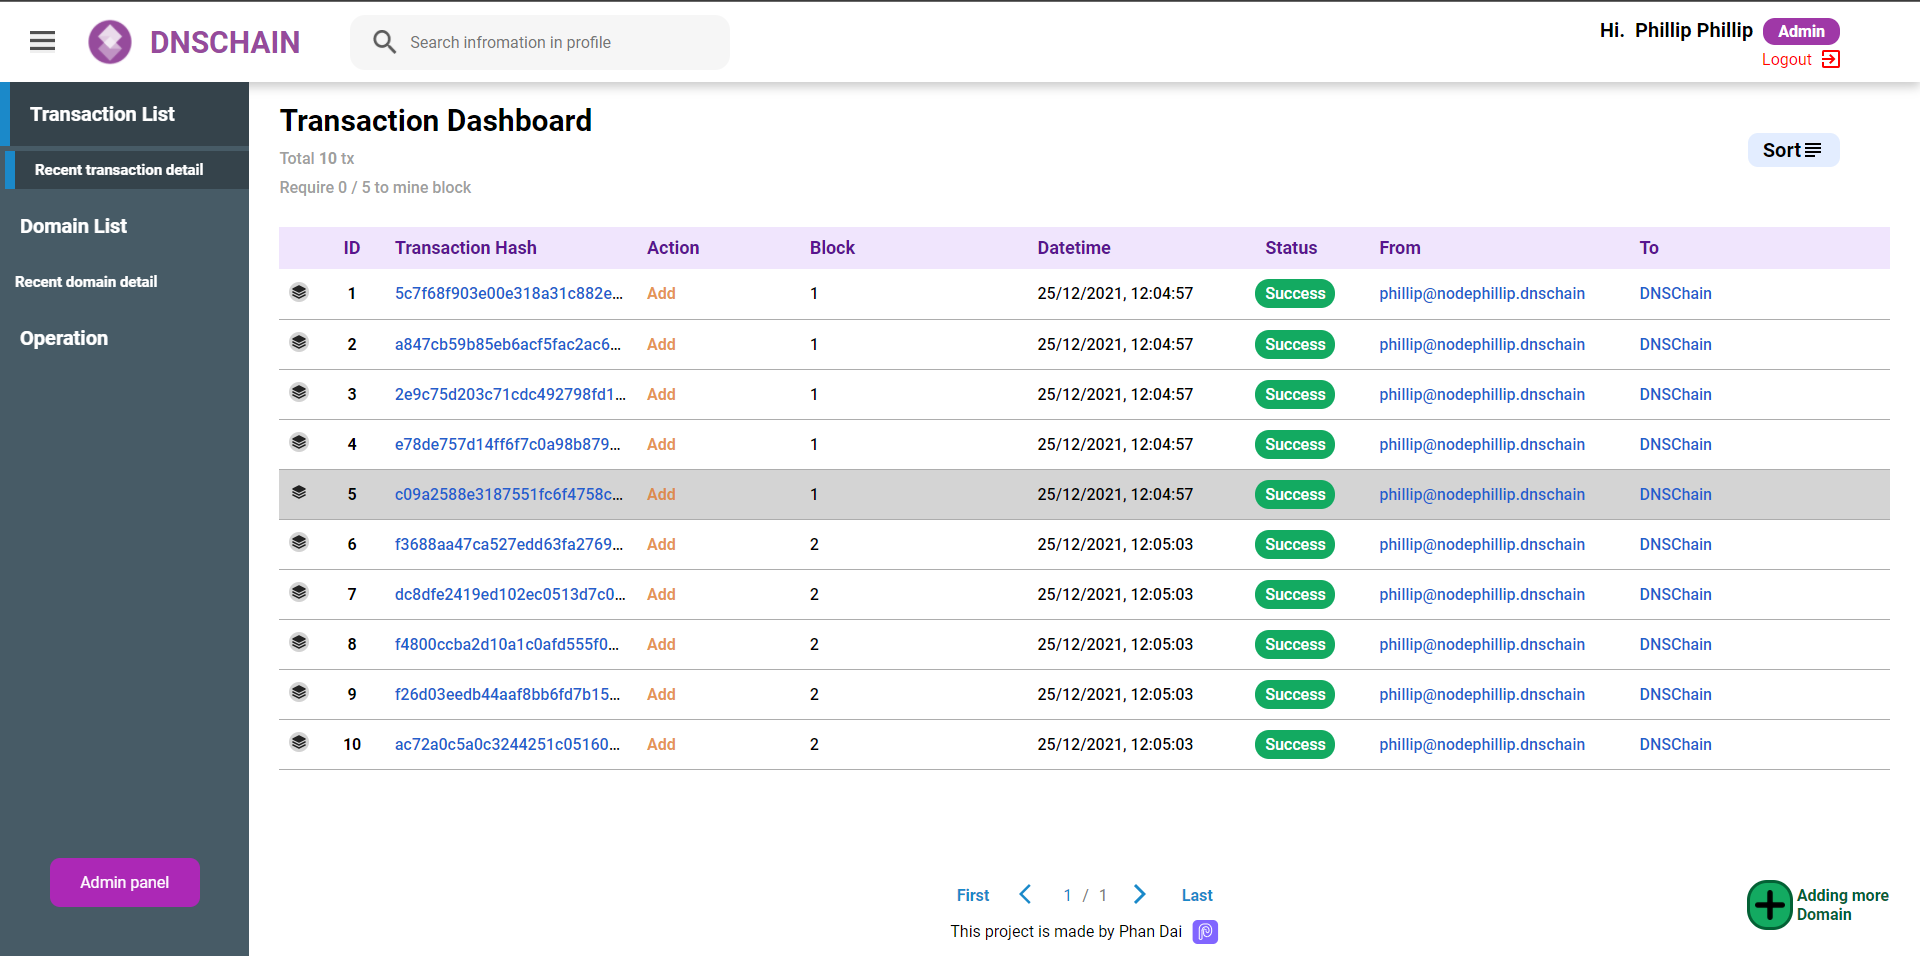 DNSCHAIN
Search infromation in profile
Hi. Phillip Phillip Admin
Logout
Transaction List
Recent transaction detail
Domain List
Recent domain detail
Operation
Admin panel
Transaction Dashboard
Total 10 tx
Require 0 / 5 to mine block
Sort
ID Transaction Hash Action Block Datetime Status From To
1 5c7f68f903e00e318a31c882e... Add 1 25/12/2021, 12:04:57 Success phillip@nodephillip.dnschain DNSChain
2 a847cb59b85eb6acf5fac2ac6... Add 1 25/12/2021, 12:04:57 Success phillip@nodephillip.dnschain DNSChain
3 2e9c75d203c71cdc492798fd1... Add 1 25/12/2021, 12:04:57 Success phillip@nodephillip.dnschain DNSChain
4 e78de757d14ff6f7c0a98b879... Add 1 25/12/2021, 12:04:57 Success phillip@nodephillip.dnschain DNSChain
5 c09a2588e3187551fc6f4758c... Add 1 25/12/2021, 12:04:57 Success phillip@nodephillip.dnschain DNSChain
6 f3688aa47ca527edd63fa2769... Add 2 25/12/2021, 12:05:03 Success phillip@nodephillip.dnschain DNSChain
7 dc8dfe2419ed102ec0513d7c0... Add 2 25/12/2021, 12:05:03 Success phillip@nodephillip.dnschain DNSChain
8 f4800ccba2d10a1c0afd555f0... Add 2 25/12/2021, 12:05:03 Success phillip@nodephillip.dnschain DNSChain
9 f26d03eedb44aaf8bb6fd7b15... Add 2 25/12/2021, 12:05:03 Success phillip@nodephillip.dnschain DNSChain
10 ac72a0c5a0c3244251c05160... Add 2 25/12/2021, 12:05:03 Success phillip@nodephillip.dnschain DNSChain
First 1 / 1 Last
This project is made by Phan Dai
Adding more
Domain